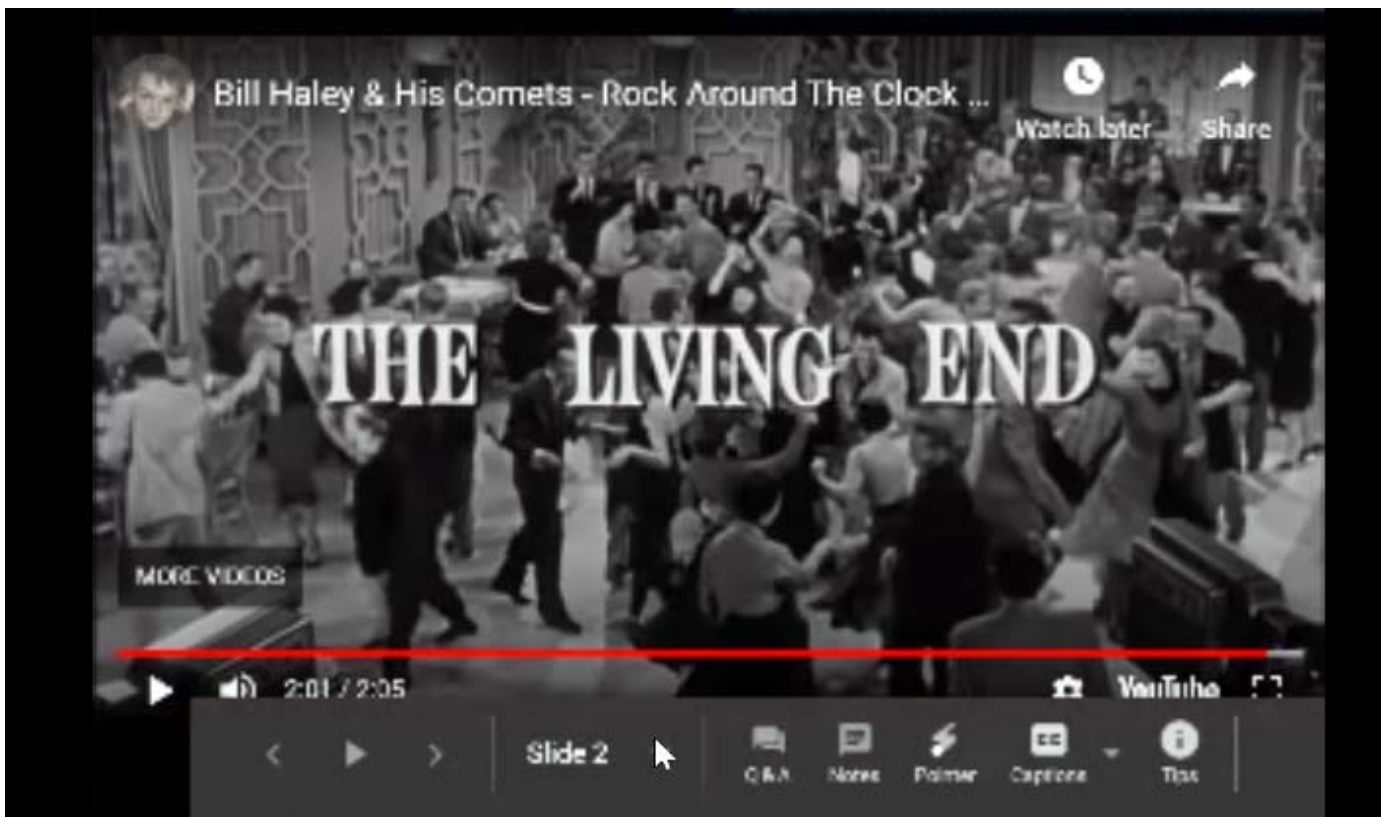 Bill Haley & His Comets - Rock Around The Clock ...
Watch later
Share
THE LIVING END
MORE VIDEOS
2:01 / 2:05
YouTube
Slide 2
Q&A
Notes
Pointer
Captions
Tips